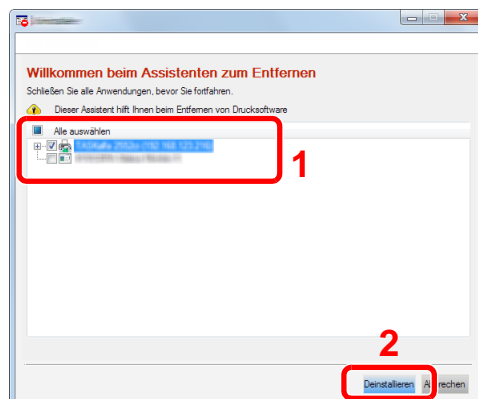 Willkommen beim Assistenten zum Entfernen
Schließen Sie alle Anwendungen, bevor Sie fortfahren.
Dieser Assistent hilft Ihnen beim Entfernen von Drucksoftware
Alle auswählen
1
2
Deinstallieren